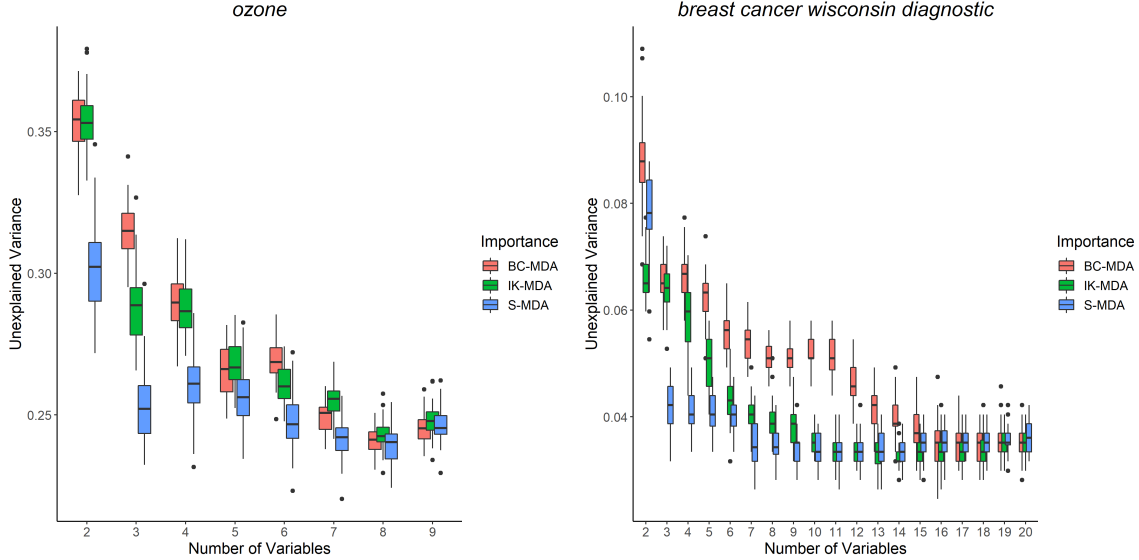 ozone
Unexplained Variance
0.35
0.30
0.25
2 3 4 5 6 7 8 9
Number of Variables
Importance
BC-MDA
IK-MDA
S-MDA
breast cancer wisconsin diagnostic
Unexplained Variance
0.10
0.08
0.06
0.04
2 3 4 5 6 7 8 9 10 11 12 13 14 15 16 17 18 19 20
Number of Variables
Importance
BC-MDA
IK-MDA
S-MDA